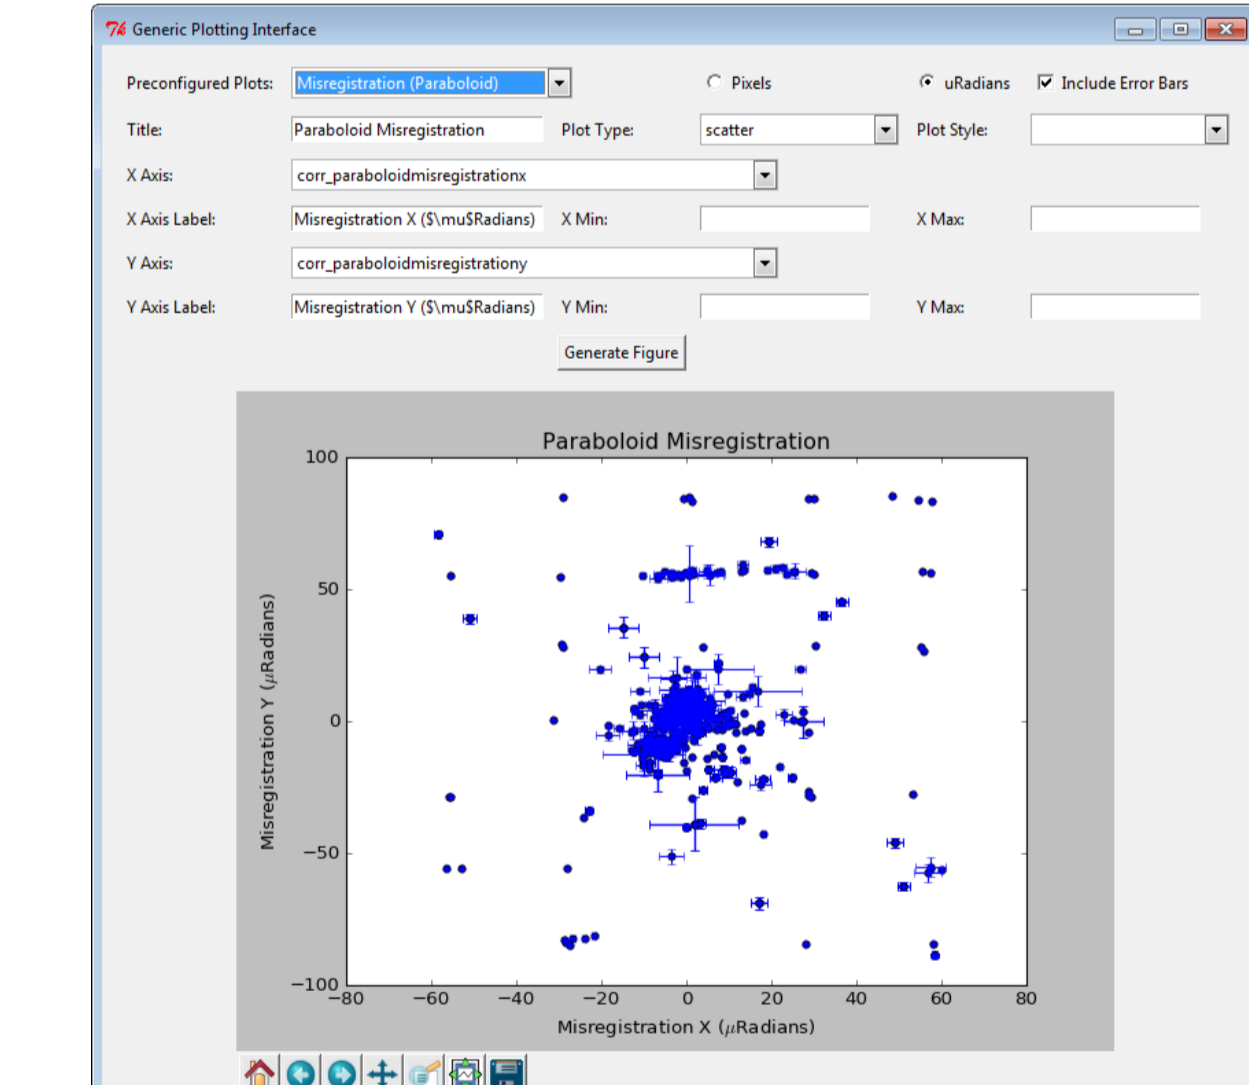 Generic Plotting Interface
Preconfigured Plots: Misregistration (Paraboloid) Pixels uRadians Include Error Bars
Title: Paraboloid Misregistration Plot Type: scatter Plot Style:
X Axis: corr_paraboloidmisregistrationx
X Axis Label: Misregistration X ($\mu$Radians) X Min: X Max:
Y Axis: corr_paraboloidmisregistrationy
Y Axis Label: Misregistration Y ($\mu$Radians) Y Min: Y Max:
Generate Figure
Paraboloid Misregistration
100
50
0
−50
−100
Misregistration Y (μRadians)
−80 −60 −40 −20 0 20 40 60 80
Misregistration X (μRadians)